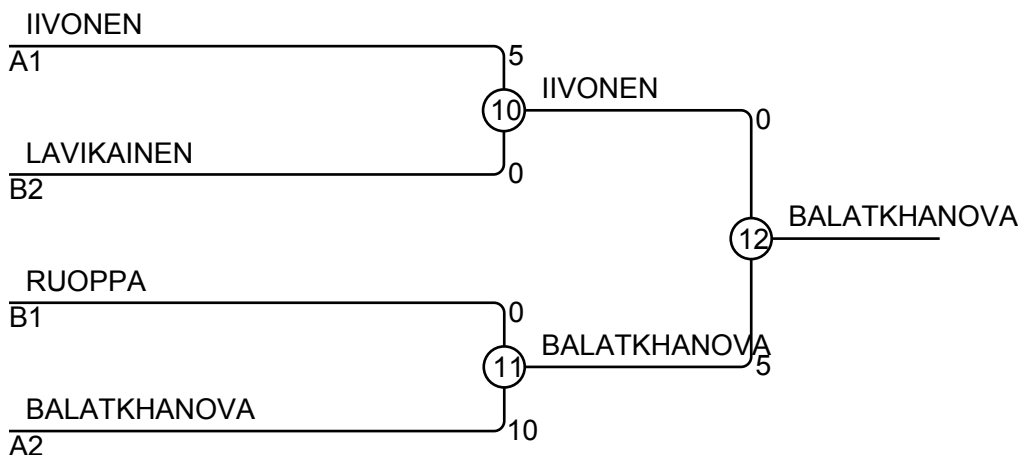 IIVONEN
A1
5
10
IIVONEN
0
LAVIKAINEN
B2
0
12
BALATKHANOVA
RUOPPA
B1
0
11
BALATKHANOVA
5
BALATKHANOVA
A2
10